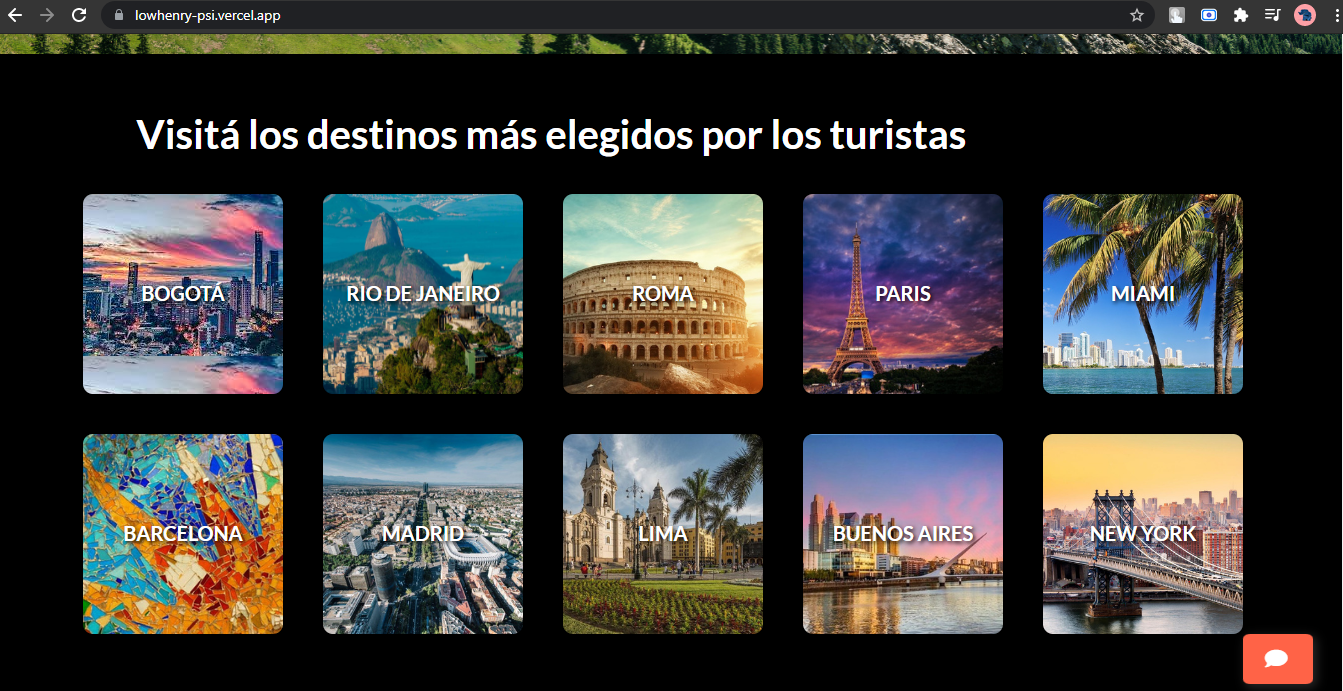 lowhenry-psi.vercel.app
Visitá los destinos más elegidos por los turistas
BOGOTÁ
RÍO DE JANEIRO
ROMA
PARIS
MIAMI
BARCELONA
MADRID
LIMA
BUENOS AIRES
NEW YORK